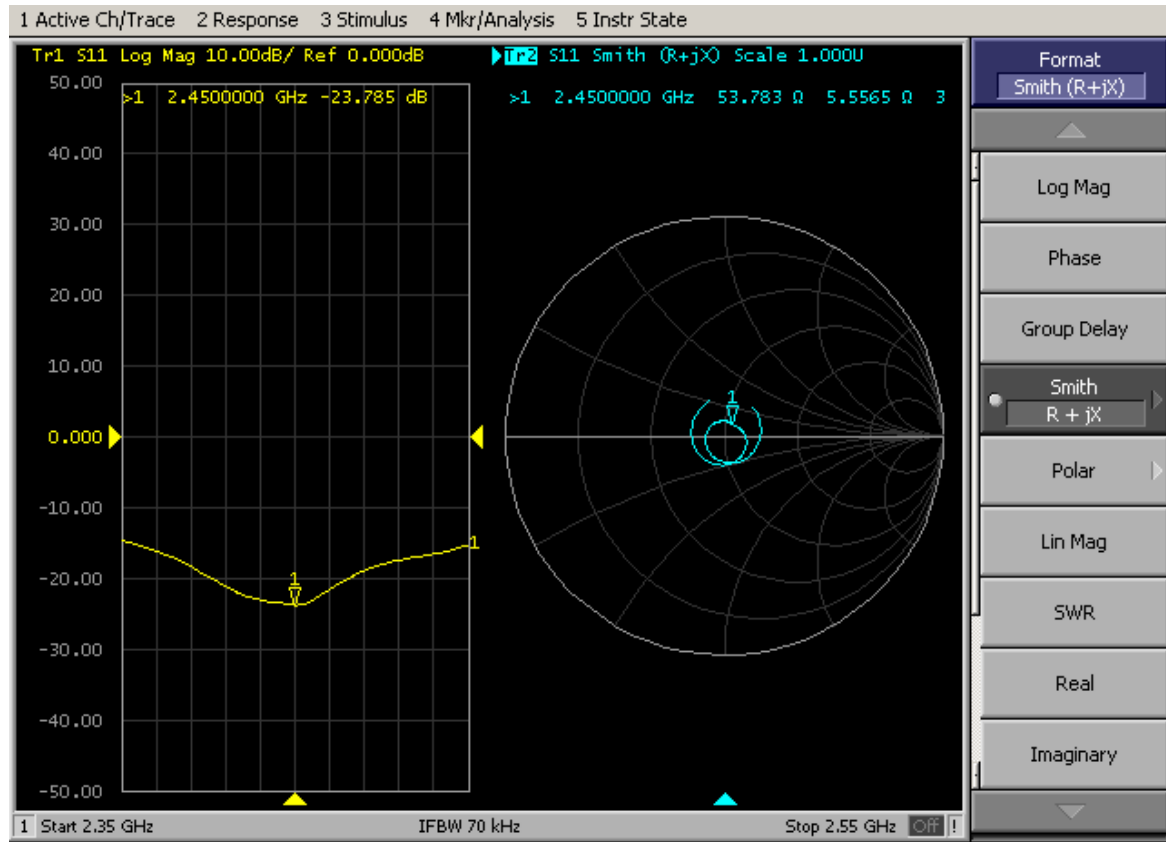 1 Active Ch/Trace 2 Response 3 Stimulus 4 Mkr/Analysis 5 Instr State
Tr1 S11 Log Mag 10.00dB/ Ref 0.000dB
50.00
>1 2.4500000 GHz -23.785 dB
40.00
30.00
20.00
10.00
0.000
-10.00
-20.00
-30.00
-40.00
-50.00
1
1
Tr2 S11 Smith (R+jX) Scale 1.000U
>1 2.4500000 GHz 53.783 Ω 5.5565 Ω 3
1
Format
Smith (R+jX)
Log Mag
Phase
Group Delay
Smith
R + jX
Polar
Lin Mag
SWR
Real
Imaginary
1 Start 2.35 GHz IFBW 70 kHz Stop 2.55 GHz Off !